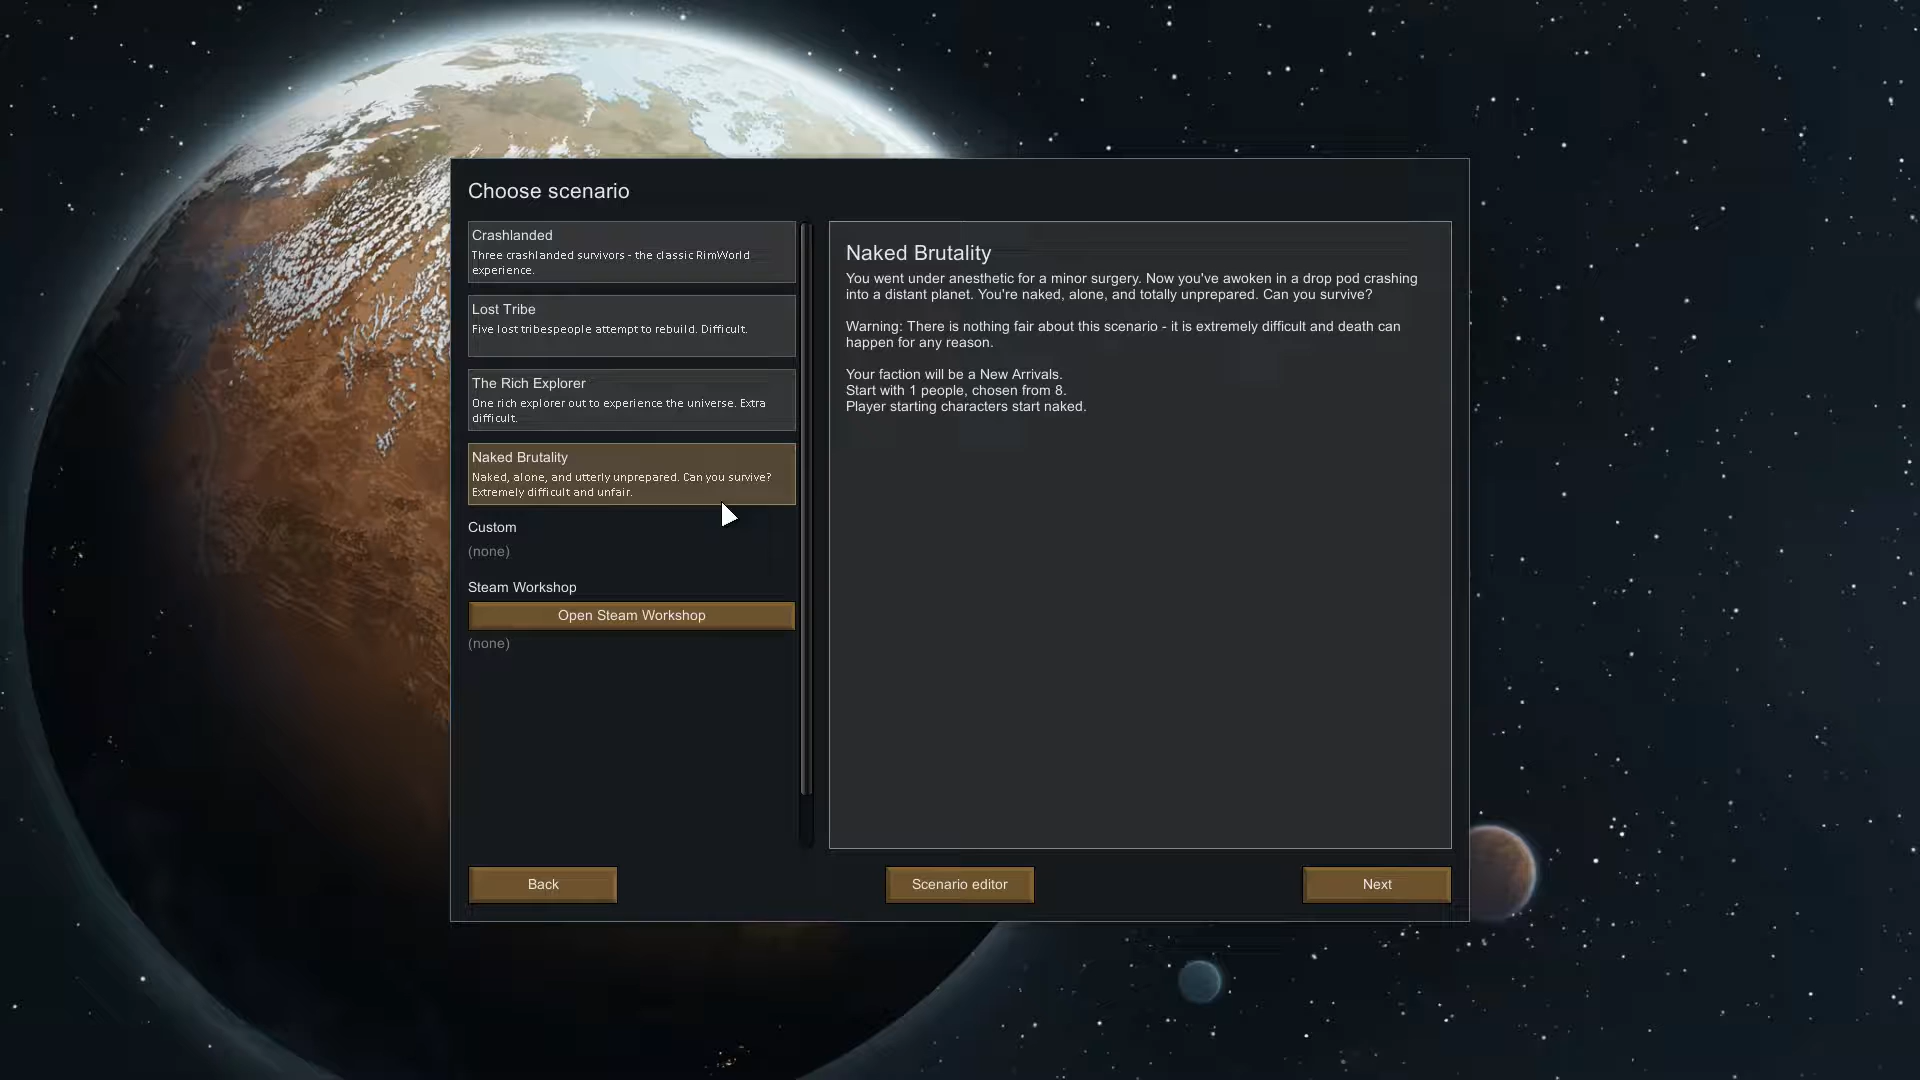 Choose scenario
Crashlanded
Three crashlanded survivors - the classic RimWorld
experience.
Lost Tribe
Five lost tribespeople attempt to rebuild. Difficult.
The Rich Explorer
One rich explorer out to experience the universe. Extra
difficult.
Naked Brutality
Naked, alone, and utterly unprepared. Can you survive?
Extremely difficult and unfair.
Custom
(none)
Steam Workshop
Open Steam Workshop
(none)
Naked Brutality
You went under anesthetic for a minor surgery. Now you've awoken in a drop pod crashing
into a distant planet. You're naked, alone, and totally unprepared. Can you survive?
Warning: There is nothing fair about this scenario - it is extremely difficult and death can
happen for any reason.
Your faction will be a New Arrivals.
Start with 1 people, chosen from 8.
Player starting characters start naked.
Back
Scenario editor
Next